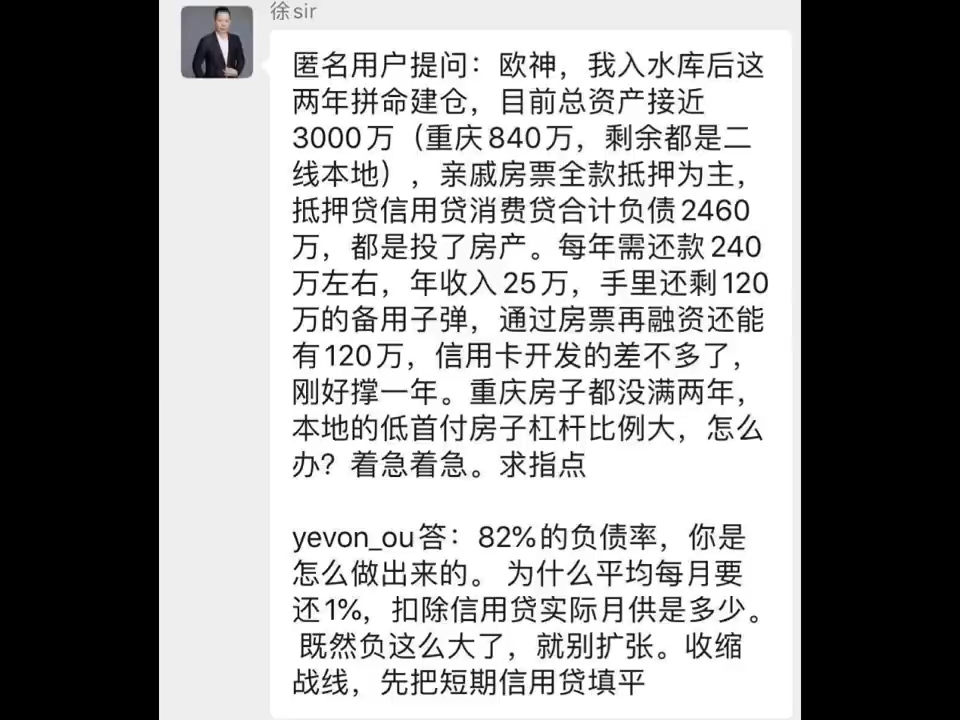 徐sir
匿名用户提问：欧神，我入水库后这
两年拼命建仓，目前总资产接近
3000万（重庆840万，剩余都是二
线本地），亲戚房票全款抵押为主，
抵押贷信用贷消费贷合计负债2460
万，都是投了房产。每年需还款240
万左右，年收入25万，手里还剩120
万的备用子弹，通过房票再融资还能
有120万，信用卡开发的差不多了，
刚好撑一年。重庆房子都没满两年，
本地的低首付房子杠杆比例大，怎么
办？着急着急。求指点
yevon_ou答：82%的负债率，你是
怎么做出来的。 为什么平均每月要
还1%，扣除信用贷实际月供是多少。
既然负这么大了，就别扩张。收缩
战线，先把短期信用贷填平